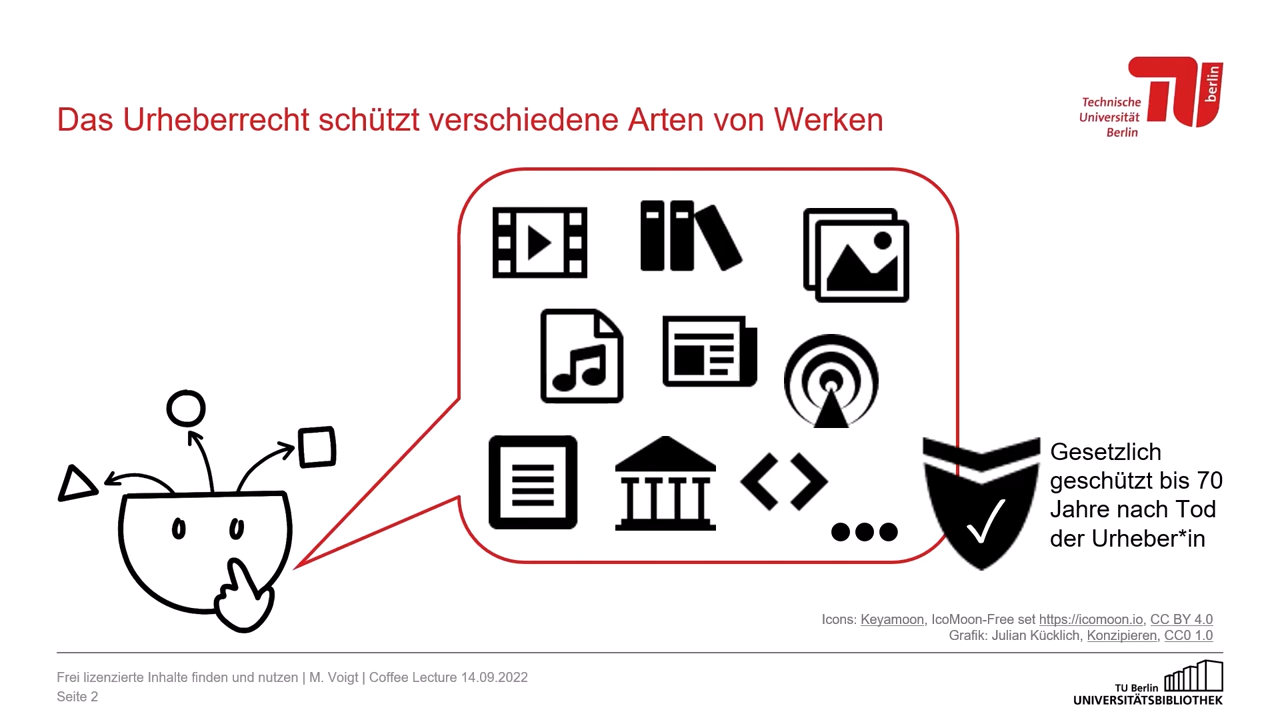 Technische
Universität
Berlin
berlin
Das Urheberrecht schützt verschiedene Arten von Werken
Gesetzlich
geschützt bis 70
Jahre nach Tod
der Urheber*in
Icons: Keyamoon, IcoMoon-Free set https://icomoon.io, CC BY 4.0
Grafik: Julian Kücklich, Konzipieren, CC0 1.0
Frei lizenzierte Inhalte finden und nutzen | M. Voigt | Coffee Lecture 14.09.2022
Seite 2
TU Berlin
UNIVERSITÄTSBIBLIOTHEK